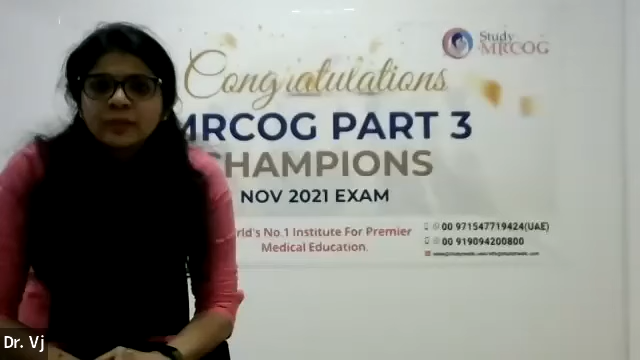 Study
MRCOG
Congratulations
MRCOG PART 3
CHAMPIONS
NOV 2021 EXAM
rld's No.1 Institute For Premier
Medical Education.
00 971547719424(UAE)
00 919094200800
Dr. Vj